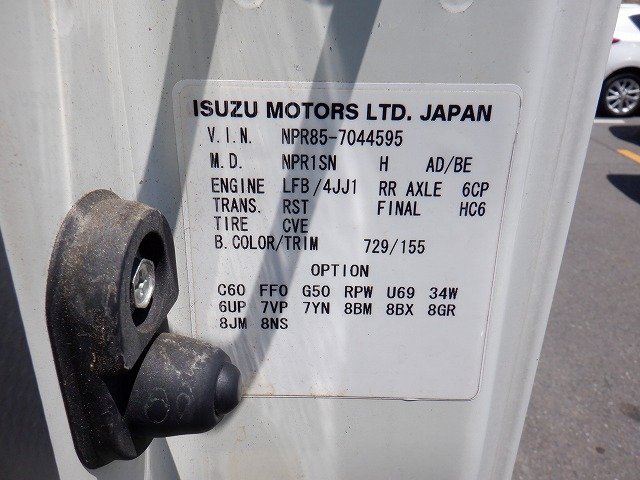 ISUZU MOTORS LTD. JAPAN
V.I.N. NPR85-7044595
M.D. NPR1SN H AD/BE
ENGINE LFB/4JJ1 RR AXLE 6CP
TRANS. RST FINAL HC6
TIRE CVE
B.COLOR/TRIM 729/155
OPTION
C60 FF0 G50 RPW U69 34W
6UP 7VP 7YN 8BM 8BX 8GR
8JM 8NS